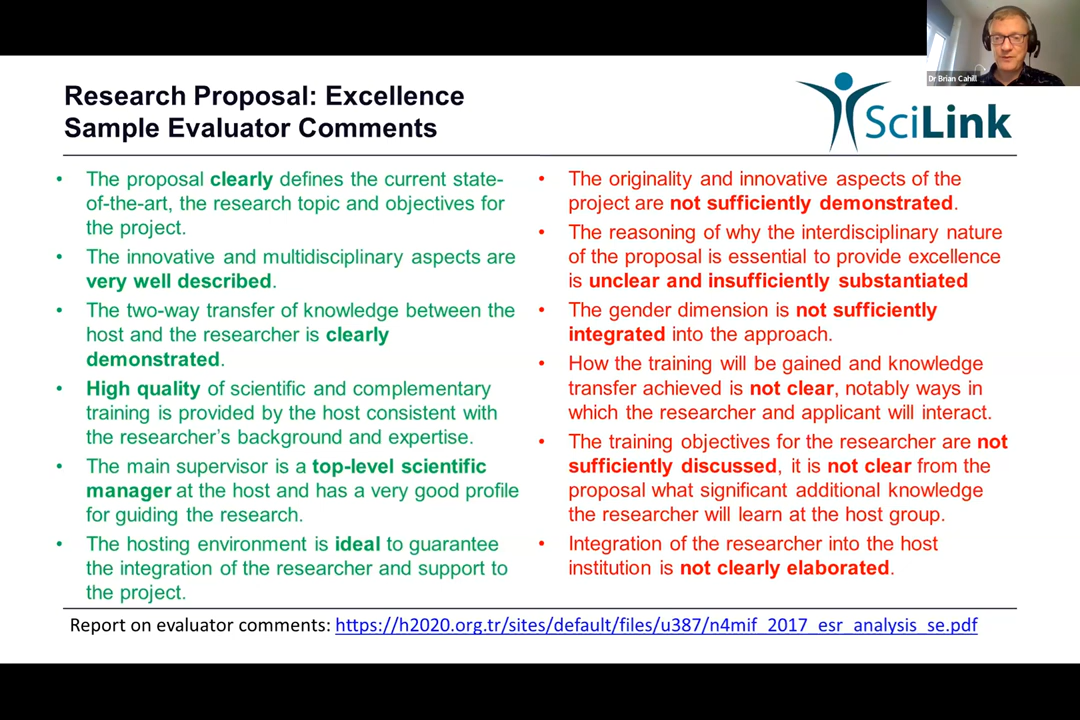 Dr Brian Cahill
Research Proposal: Excellence
Sample Evaluator Comments
SciLink
• The proposal clearly defines the current state-
of-the-art, the research topic and objectives for
the project.
• The innovative and multidisciplinary aspects are
very well described.
• The two-way transfer of knowledge between the
host and the researcher is clearly
demonstrated.
• High quality of scientific and complementary
training is provided by the host consistent with
the researcher's background and expertise.
• The main supervisor is a top-level scientific
manager at the host and has a very good profile
for guiding the research.
• The hosting environment is ideal to guarantee
the integration of the researcher and support to
the project.
• The originality and innovative aspects of the
project are not sufficiently demonstrated.
• The reasoning of why the interdisciplinary nature
of the proposal is essential to provide excellence
is unclear and insufficiently substantiated
• The gender dimension is not sufficiently
integrated into the approach.
• How the training will be gained and knowledge
transfer achieved is not clear, notably ways in
which the researcher and applicant will interact.
• The training objectives for the researcher are not
sufficiently discussed, it is not clear from the
proposal what significant additional knowledge
the researcher will learn at the host group.
• Integration of the researcher into the host
institution is not clearly elaborated.
Report on evaluator comments: https://h2020.org.tr/sites/default/files/u387/n4mif_2017_esr_analysis_se.pdf